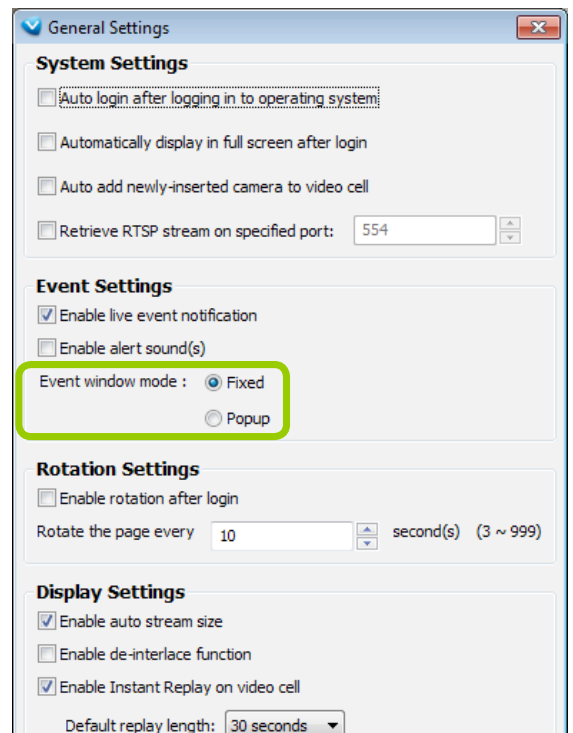 General Settings
System Settings
Auto login after logging in to operating system
Automatically display in full screen after login
Auto add newly-inserted camera to video cell
Retrieve RTSP stream on specified port: 554
Event Settings
Enable live event notification
Enable alert sound(s)
Event window mode : Fixed
Popup
Rotation Settings
Enable rotation after login
Rotate the page every 10 second(s) (3 ~ 999)
Display Settings
Enable auto stream size
Enable de-interlace function
Enable Instant Replay on video cell
Default replay length: 30 seconds